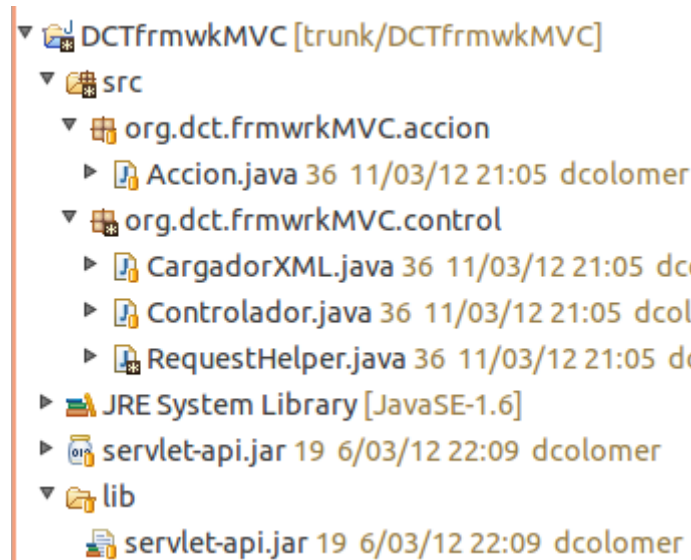 DCTfrmwkMVC [trunk/DCTfrmwkMVC]
src
org.dct.frmwrkMVC.accion
Accion.java 36 11/03/12 21:05 dcolomer
org.dct.frmwrkMVC.control
CargadorXML.java 36 11/03/12 21:05 dco
Controlador.java 36 11/03/12 21:05 dcol
RequestHelper.java 36 11/03/12 21:05 dc
JRE System Library [JavaSE-1.6]
servlet-api.jar 19 6/03/12 22:09 dcolomer
lib
servlet-api.jar 19 6/03/12 22:09 dcolomer